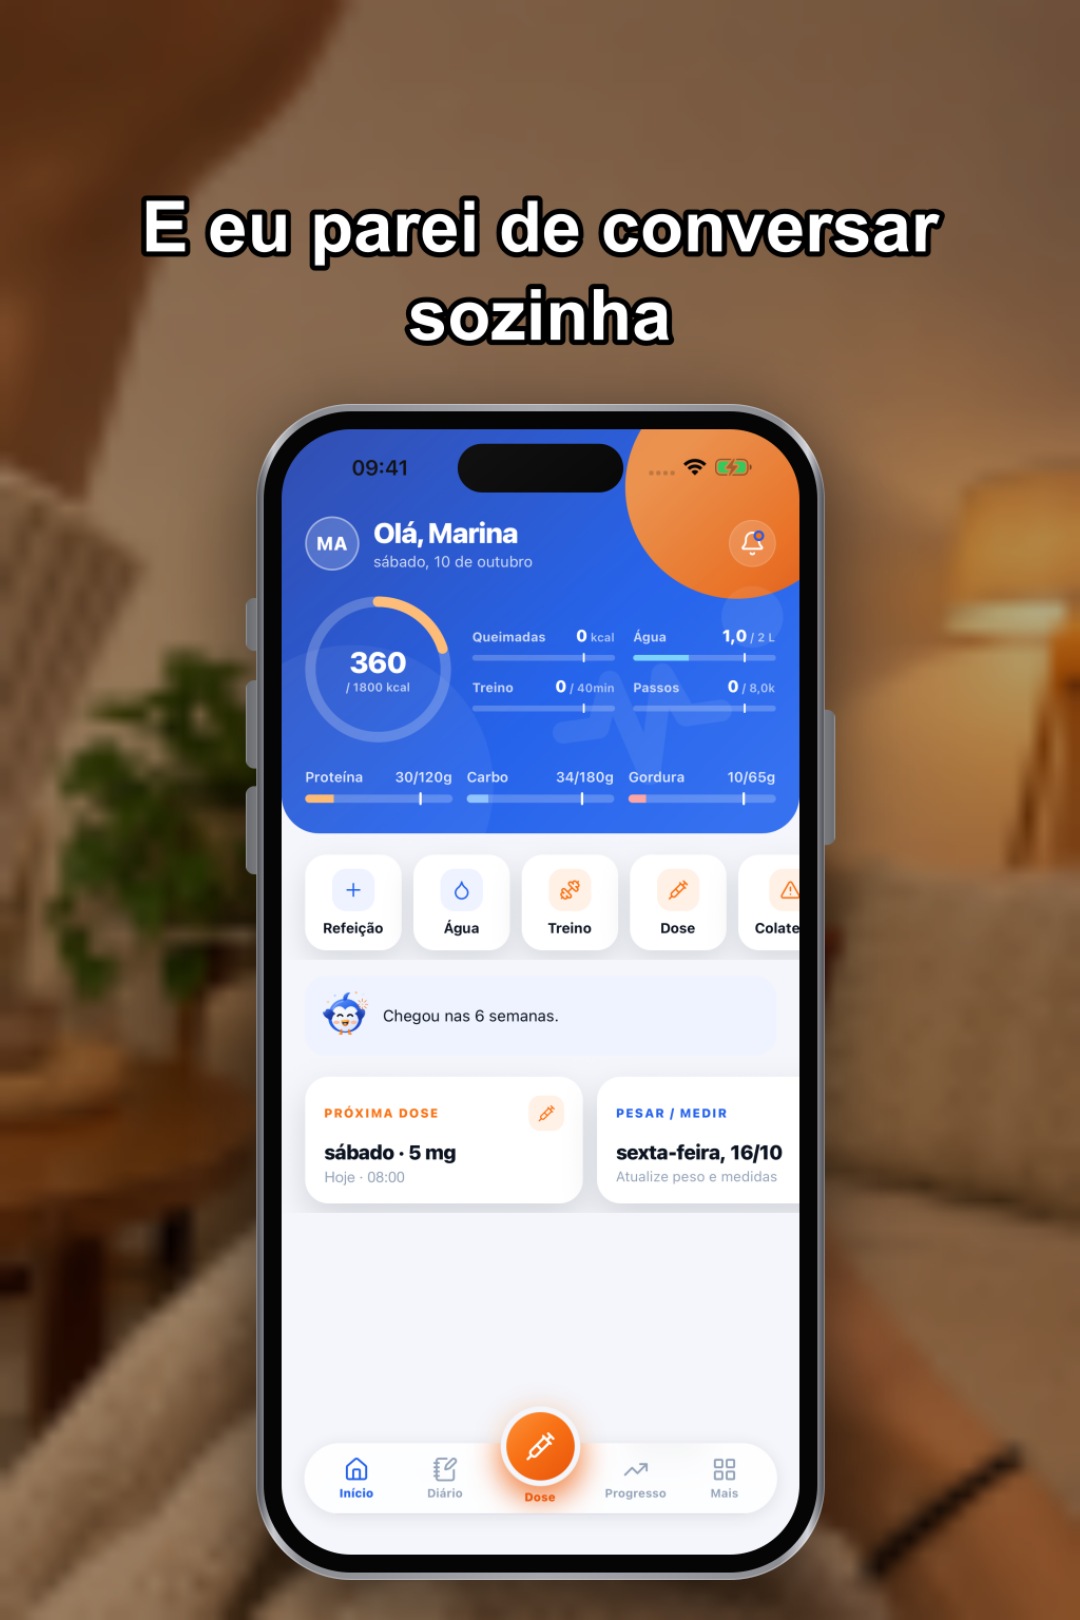 E eu parei de conversar
sozinha
09:41
MA
Olá, Marina
sábado, 10 de outubro
360
/ 1800 kcal
Queimadas 0 kcal
Água 1,0 / 2 L
Treino 0 / 40min
Passos 0 / 8,0k
Proteína 30/120g
Carbo 34/180g
Gordura 10/65g
Refeição
Água
Treino
Dose
Colate
Chegou nas 6 semanas.
PRÓXIMA DOSE
sábado · 5 mg
Hoje · 08:00
PESAR / MEDIR
sexta-feira, 16/10
Atualize peso e medidas
Início
Diário
Dose
Progresso
Mais